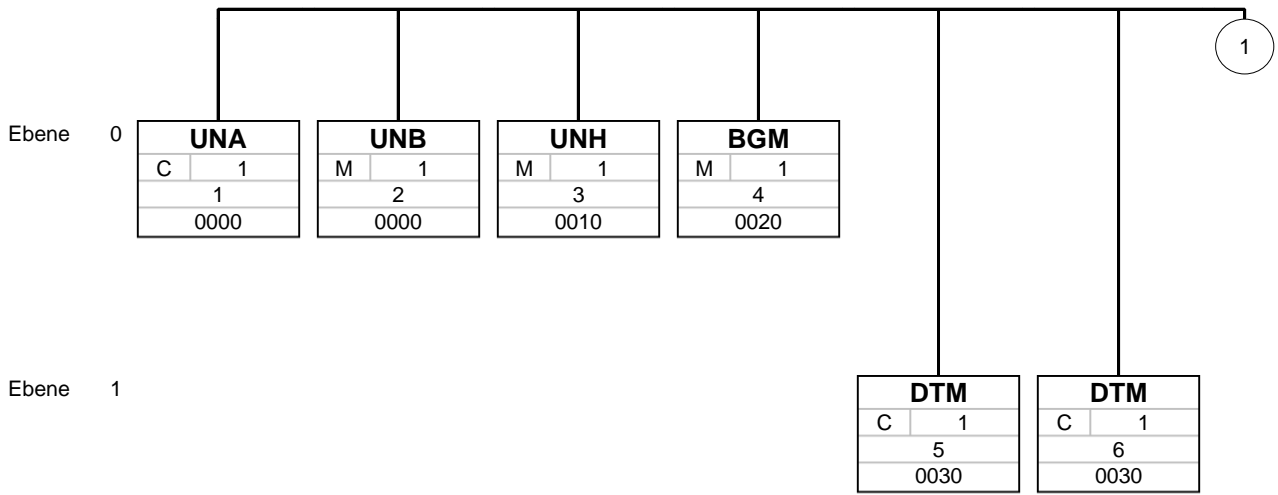 1
Ebene 0
UNA UNB UNH BGM
C 1 M 1 M 1 M 1
1 2 3 4
0000 0000 0010 0020
Ebene 1
DTM DTM
C 1 C 1
5 6
0030 0030